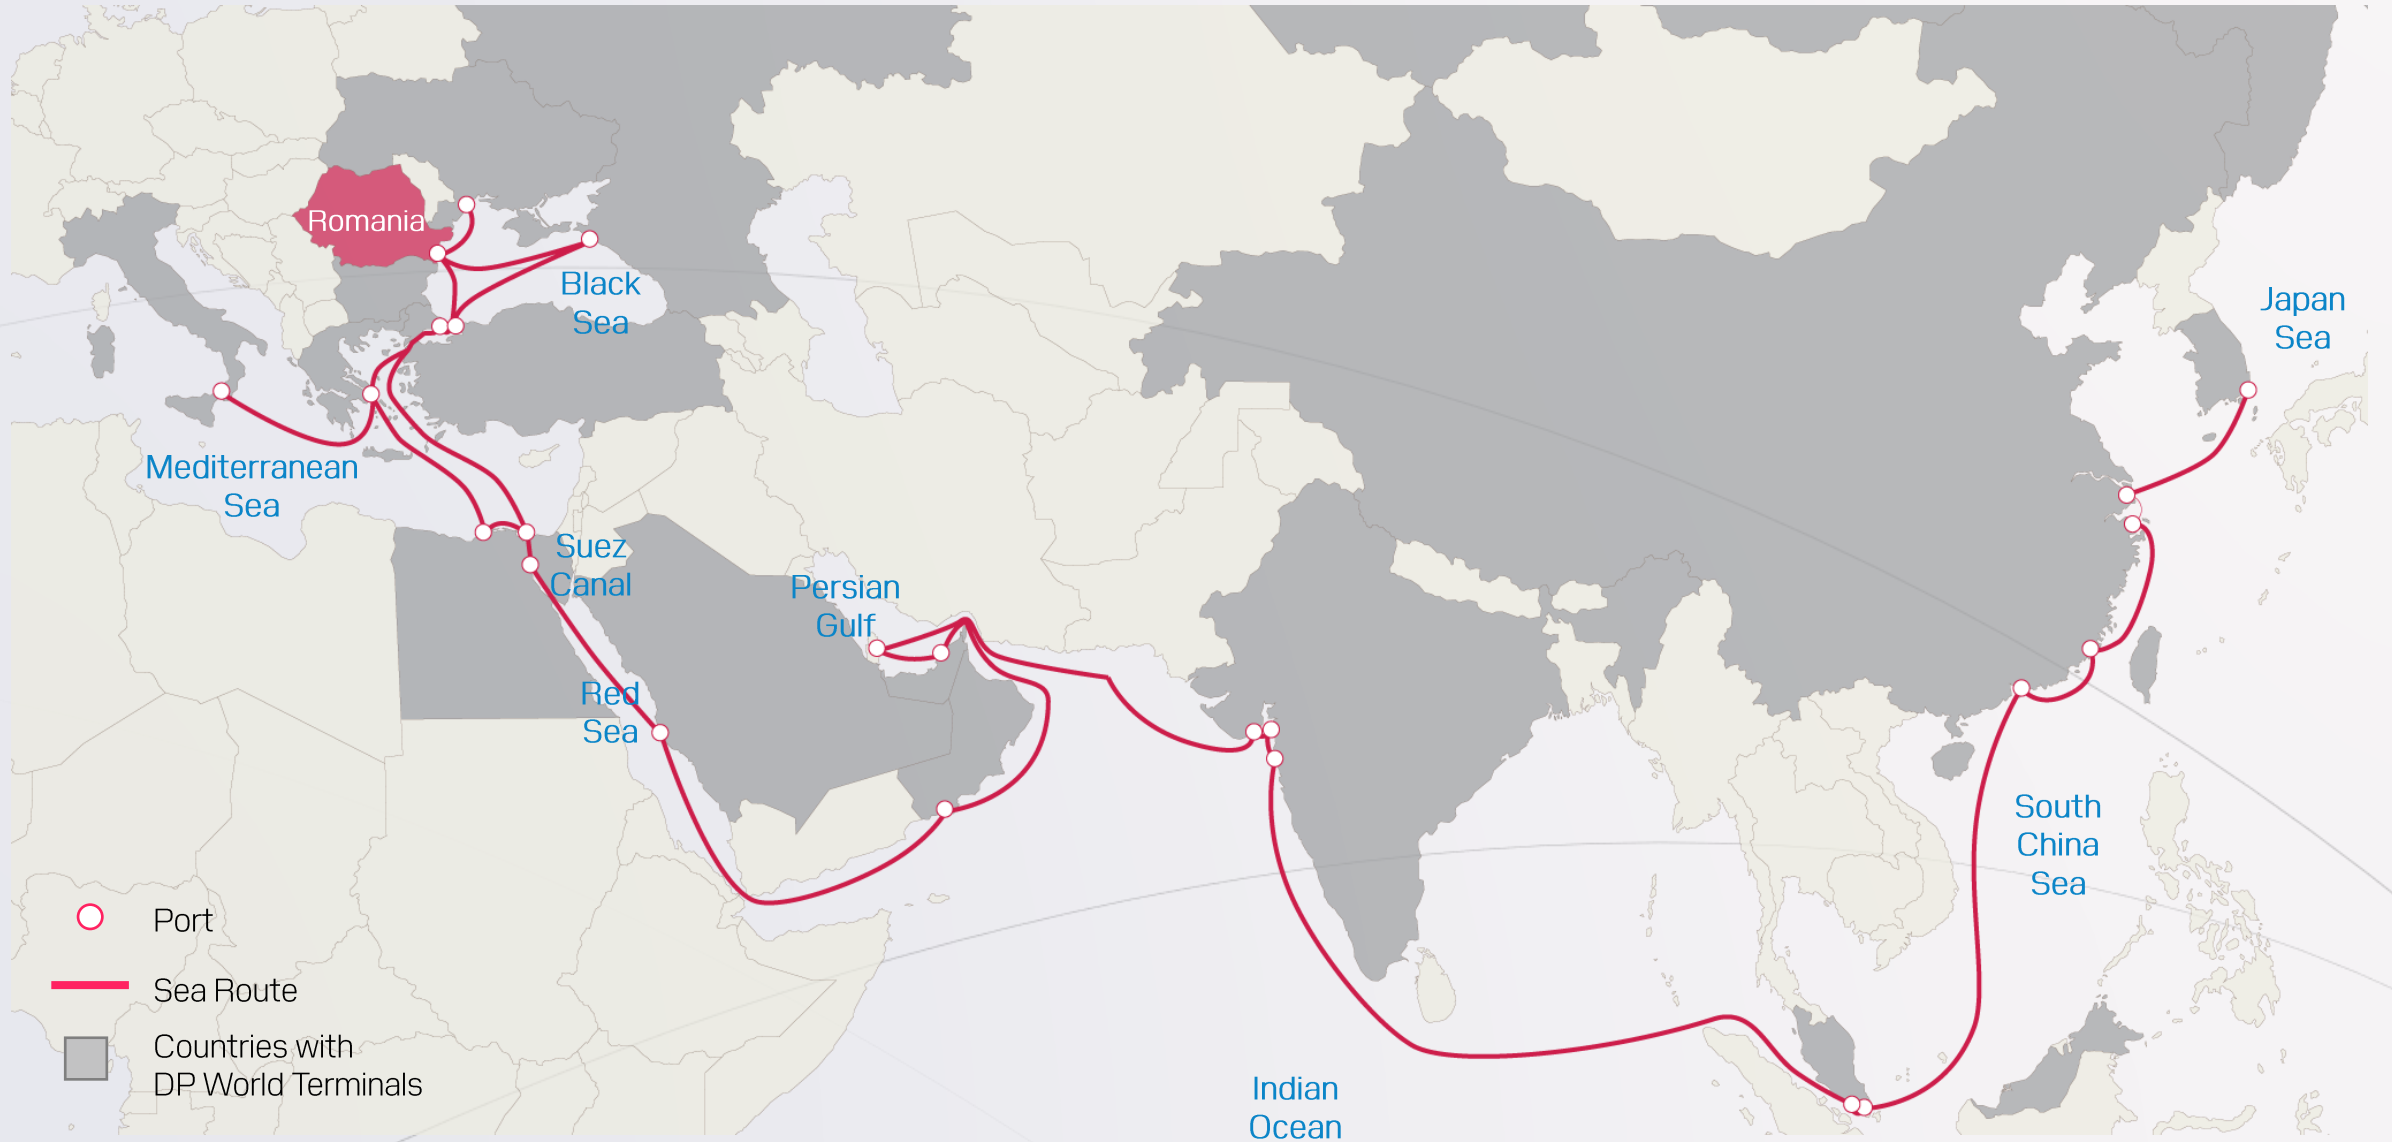 Romania
Black
Sea
Japan
Sea
Mediterranean
Sea
Suez
Canal
Persian
Gulf
Red
Sea
South
China
Sea
Indian
Ocean
Port
Sea Route
Countries with
DP World Terminals